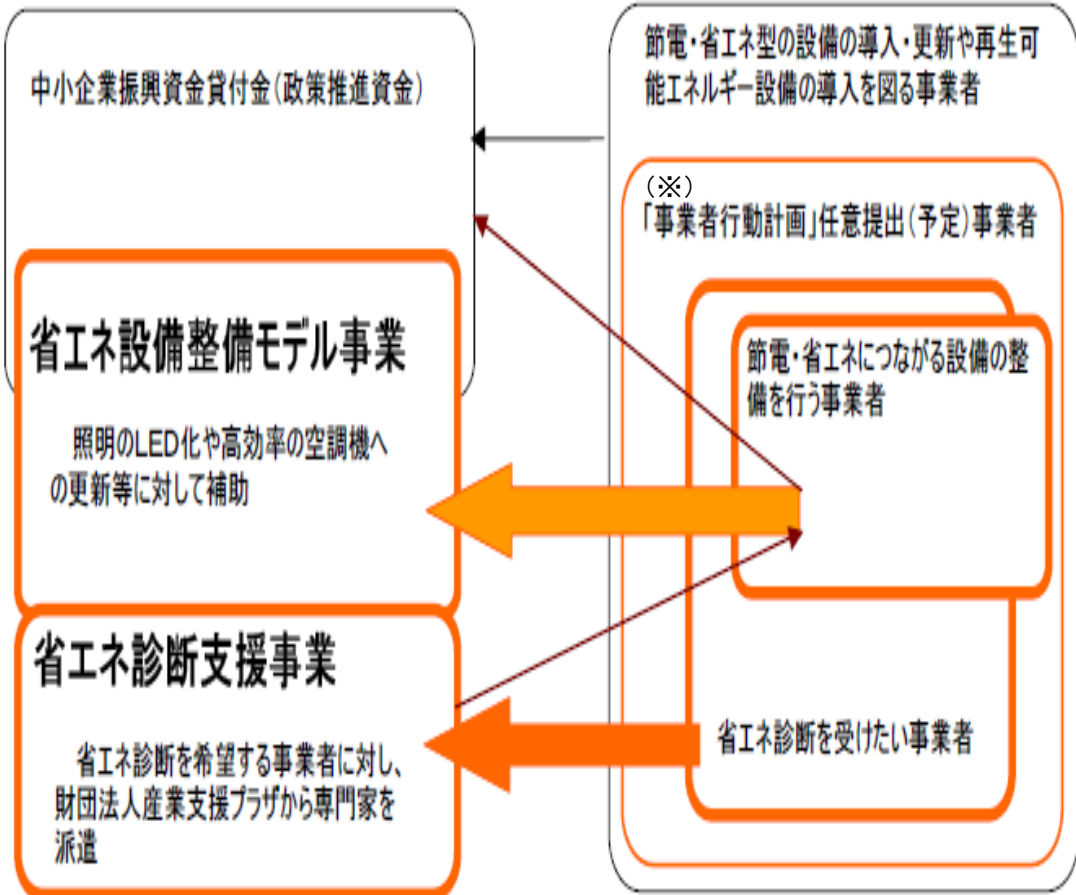 中小企業振興資金貸付金(政策推進資金)
省エネ設備整備モデル事業
照明のLED化や高効率の空調機へ
の更新等に対して補助
省エネ診断支援事業
省エネ診断を希望する事業者に対し、
財団法人産業支援プラザから専門家を
派遣
節電・省エネ型の設備の導入・更新や再生可
能エネルギー設備の導入を図る事業者
(※)
「事業者行動計画」任意提出(予定)事業者
節電・省エネにつながる設備の整
備を行う事業者
省エネ診断を受けたい事業者